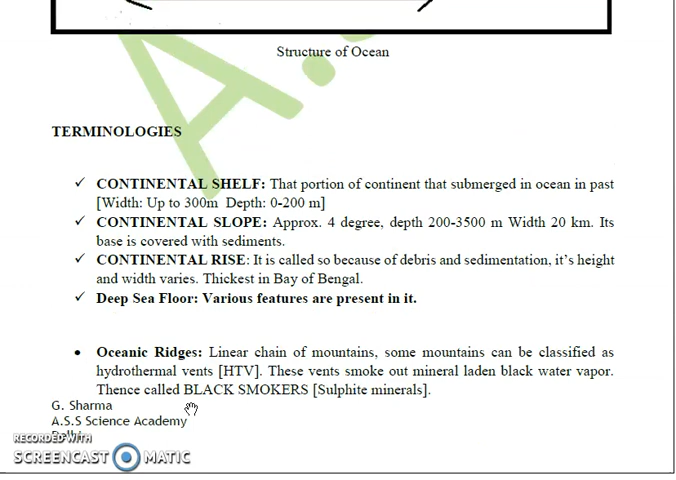 Structure of Ocean
TERMINOLOGIES
✓ CONTINENTAL SHELF: That portion of continent that submerged in ocean in past
[Width: Up to 300m Depth: 0-200 m]
✓ CONTINENTAL SLOPE: Approx. 4 degree, depth 200-3500 m Width 20 km. Its
base is covered with sediments.
✓ CONTINENTAL RISE: It is called so because of debris and sedimentation, it's height
and width varies. Thickest in Bay of Bengal.
✓ Deep Sea Floor: Various features are present in it.
• Oceanic Ridges: Linear chain of mountains, some mountains can be classified as
hydrothermal vents [HTV]. These vents smoke out mineral laden black water vapor.
Thence called BLACK SMOKERS [Sulphite minerals].
G. Sharma
A.S.S Science Academy
Delhi
RECORDED WITH
SCREENCAST MATIC